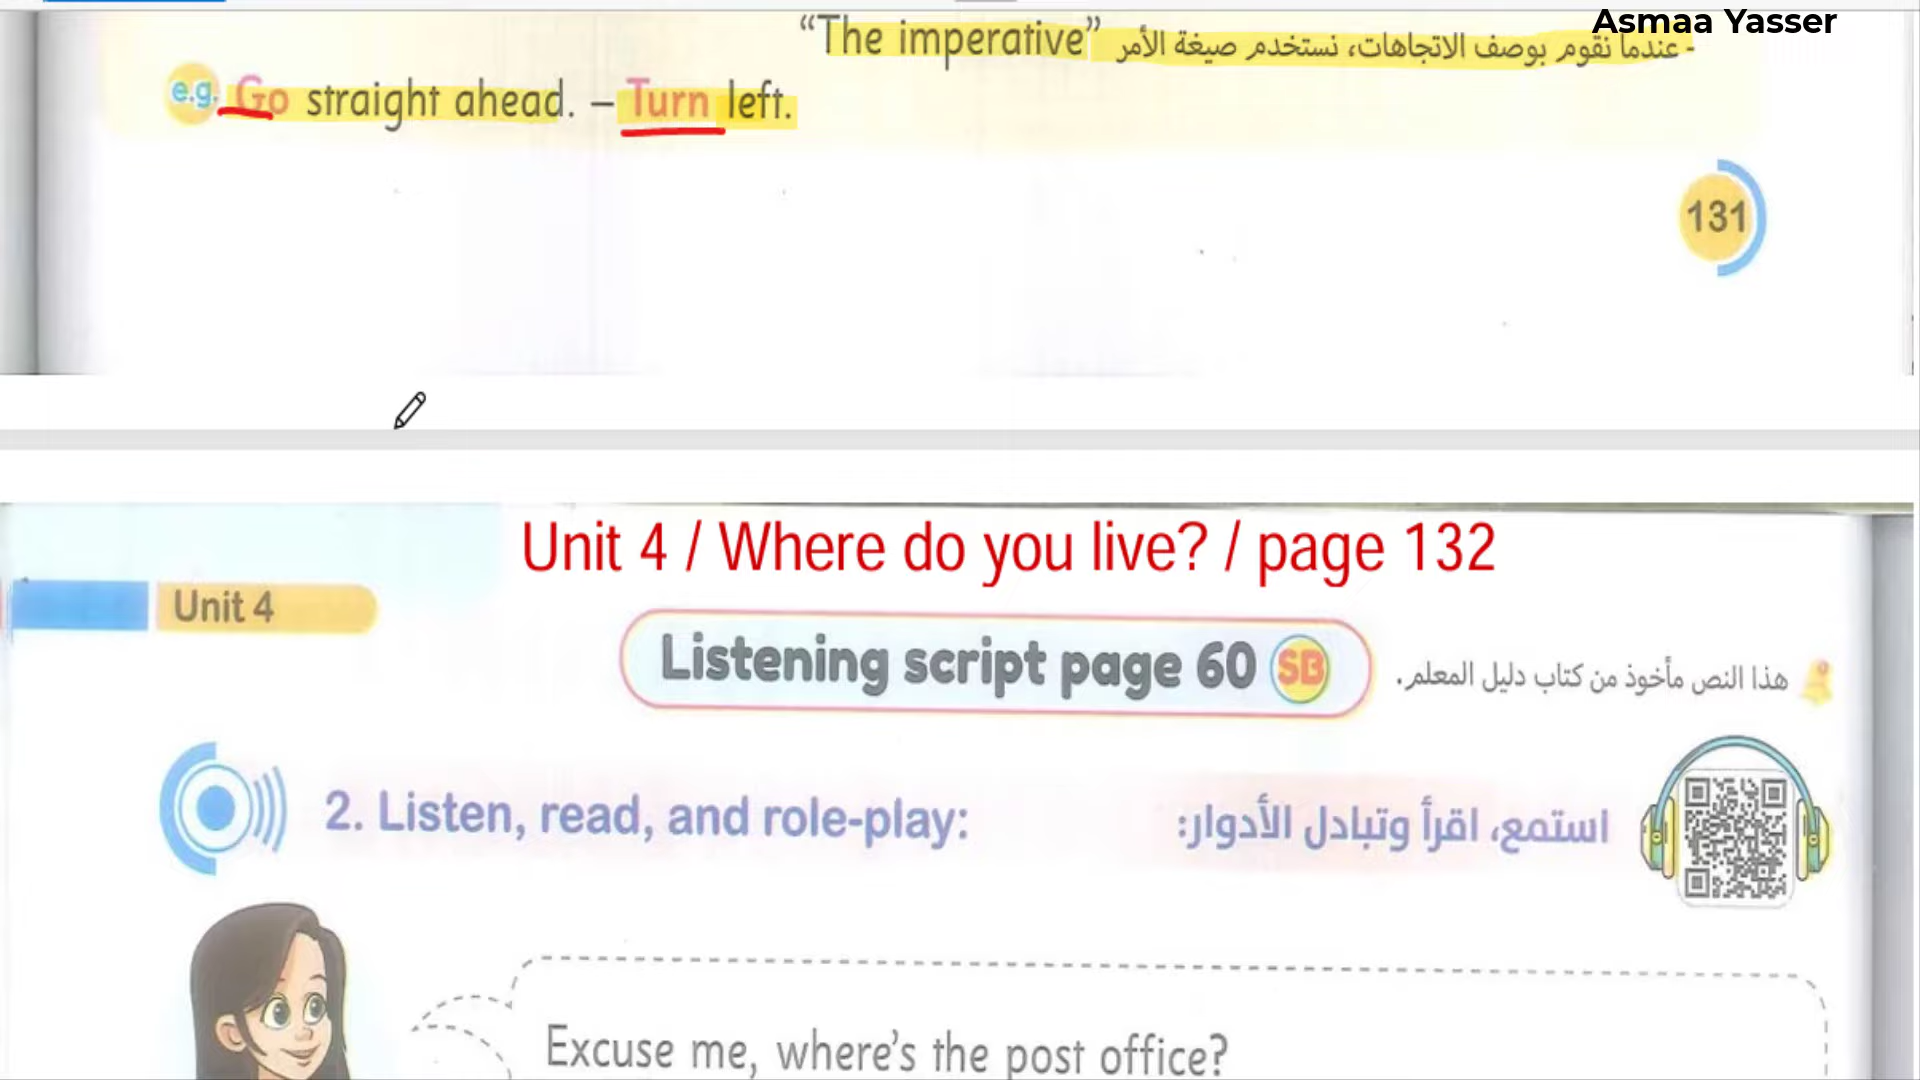 Asmaa Yasser
- عندما نقوم بوصف الاتجاهات، نستخدم صيغة الأمر “The imperative”
e.g. Go straight ahead. – Turn left.
131
Unit 4 / Where do you live? / page 132
Unit 4
Listening script page 60 SB
هذا النص مأخوذ من كتاب دليل المعلم.
2. Listen, read, and role-play:
استمع، اقرأ وتبادل الأدوار:
Excuse me, where’s the post office?